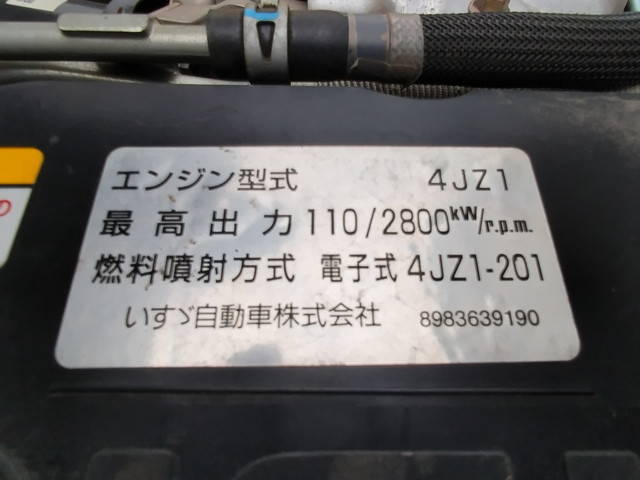 エンジン型式 4JZ1
最高出力 110/2800kW/r.p.m.
燃料噴射方式 電子式 4JZ1-201
いすゞ自動車株式会社 8983639190